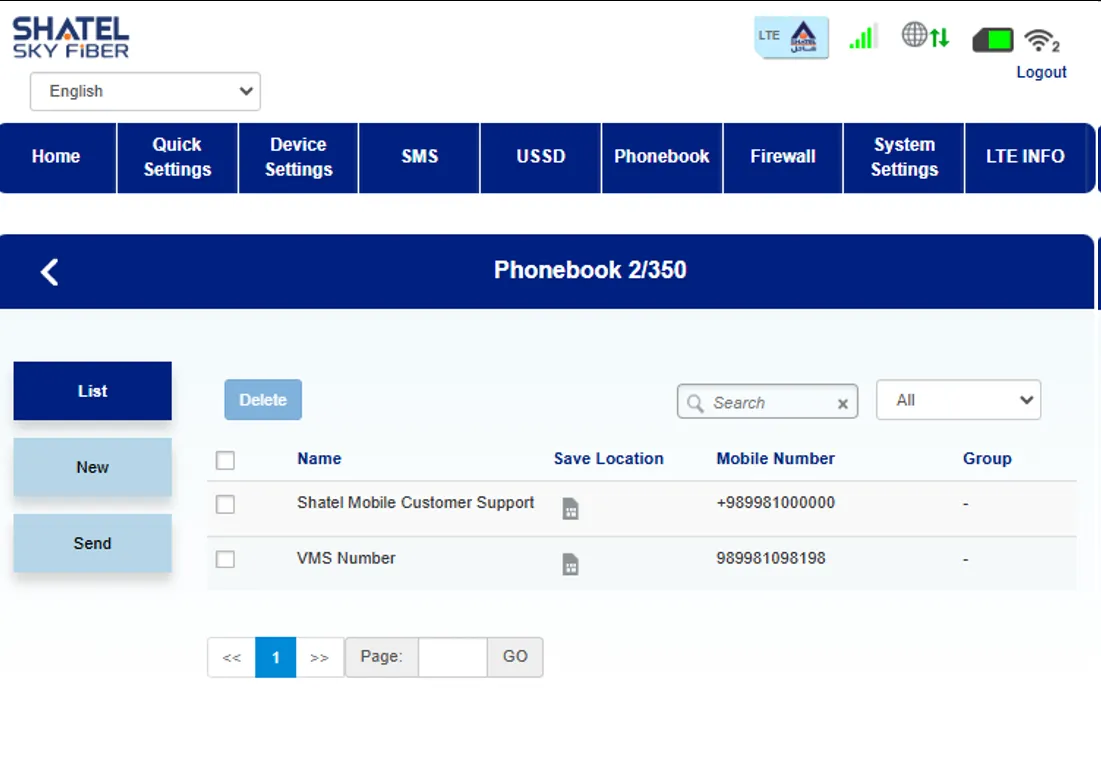 SHATEL
SKY FiBER
LTE
2
Logout
English
Home
Quick Settings
Device Settings
SMS
USSD
Phonebook
Firewall
System Settings
LTE INFO
Phonebook 2/350
List
New
Send
Delete
Search
x
All
Name Save Location Mobile Number Group
Shatel Mobile Customer Support +989981000000 -
VMS Number 989981098198 -
<< 1 >> Page: GO